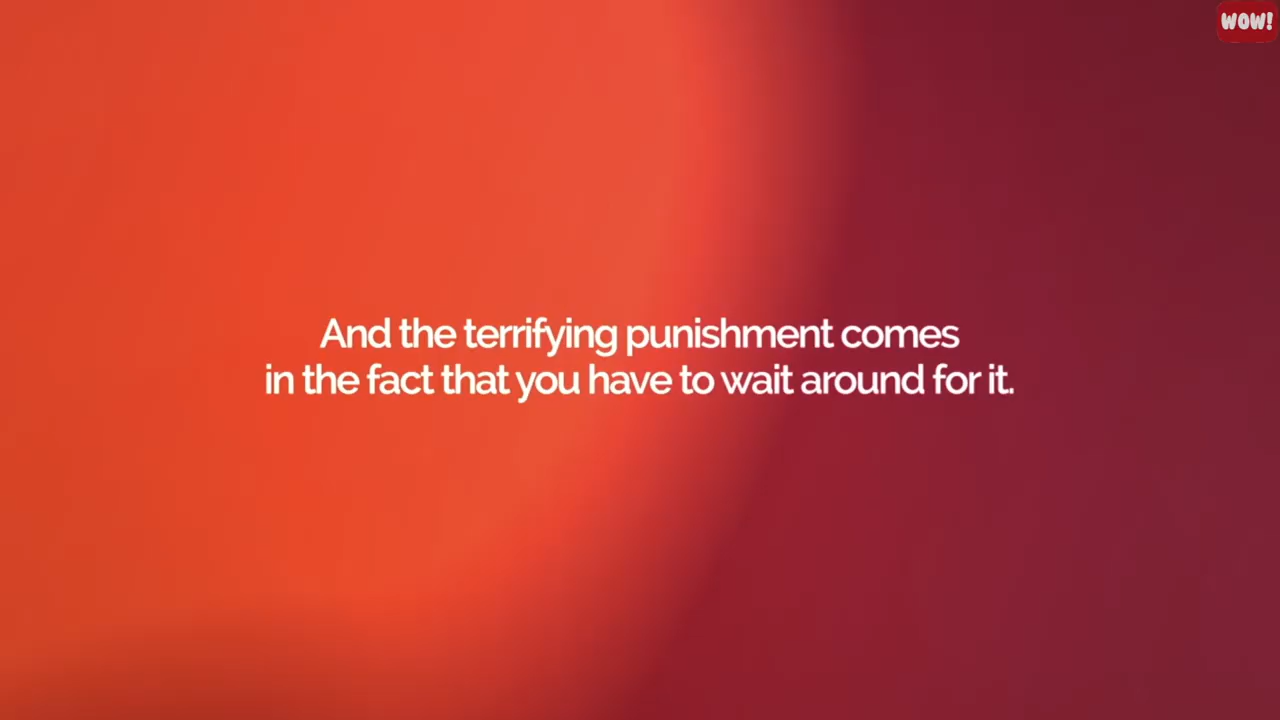 WOW!
And the terrifying punishment comes
in the fact that you have to wait around for it.